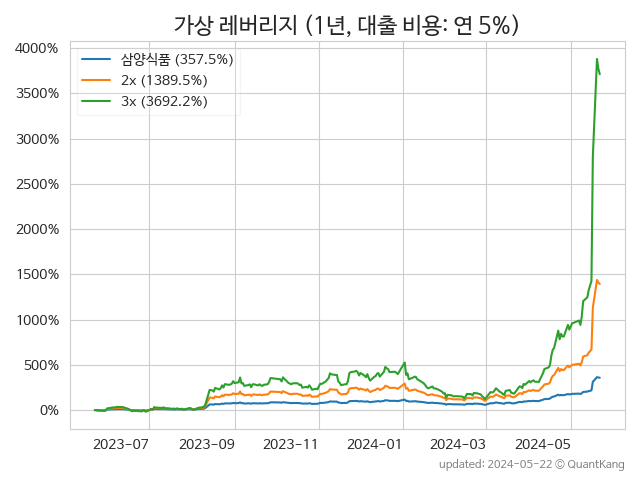 가상 레버리지 (1년, 대출 비용: 연 5%)
4000%
3500%
3000%
2500%
2000%
1500%
1000%
500%
0%
삼양식품 (357.5%)
2x (1389.5%)
3x (3692.2%)
2023-07 2023-09 2023-11 2024-01 2024-03 2024-05
updated: 2024-05-22 © QuantKang